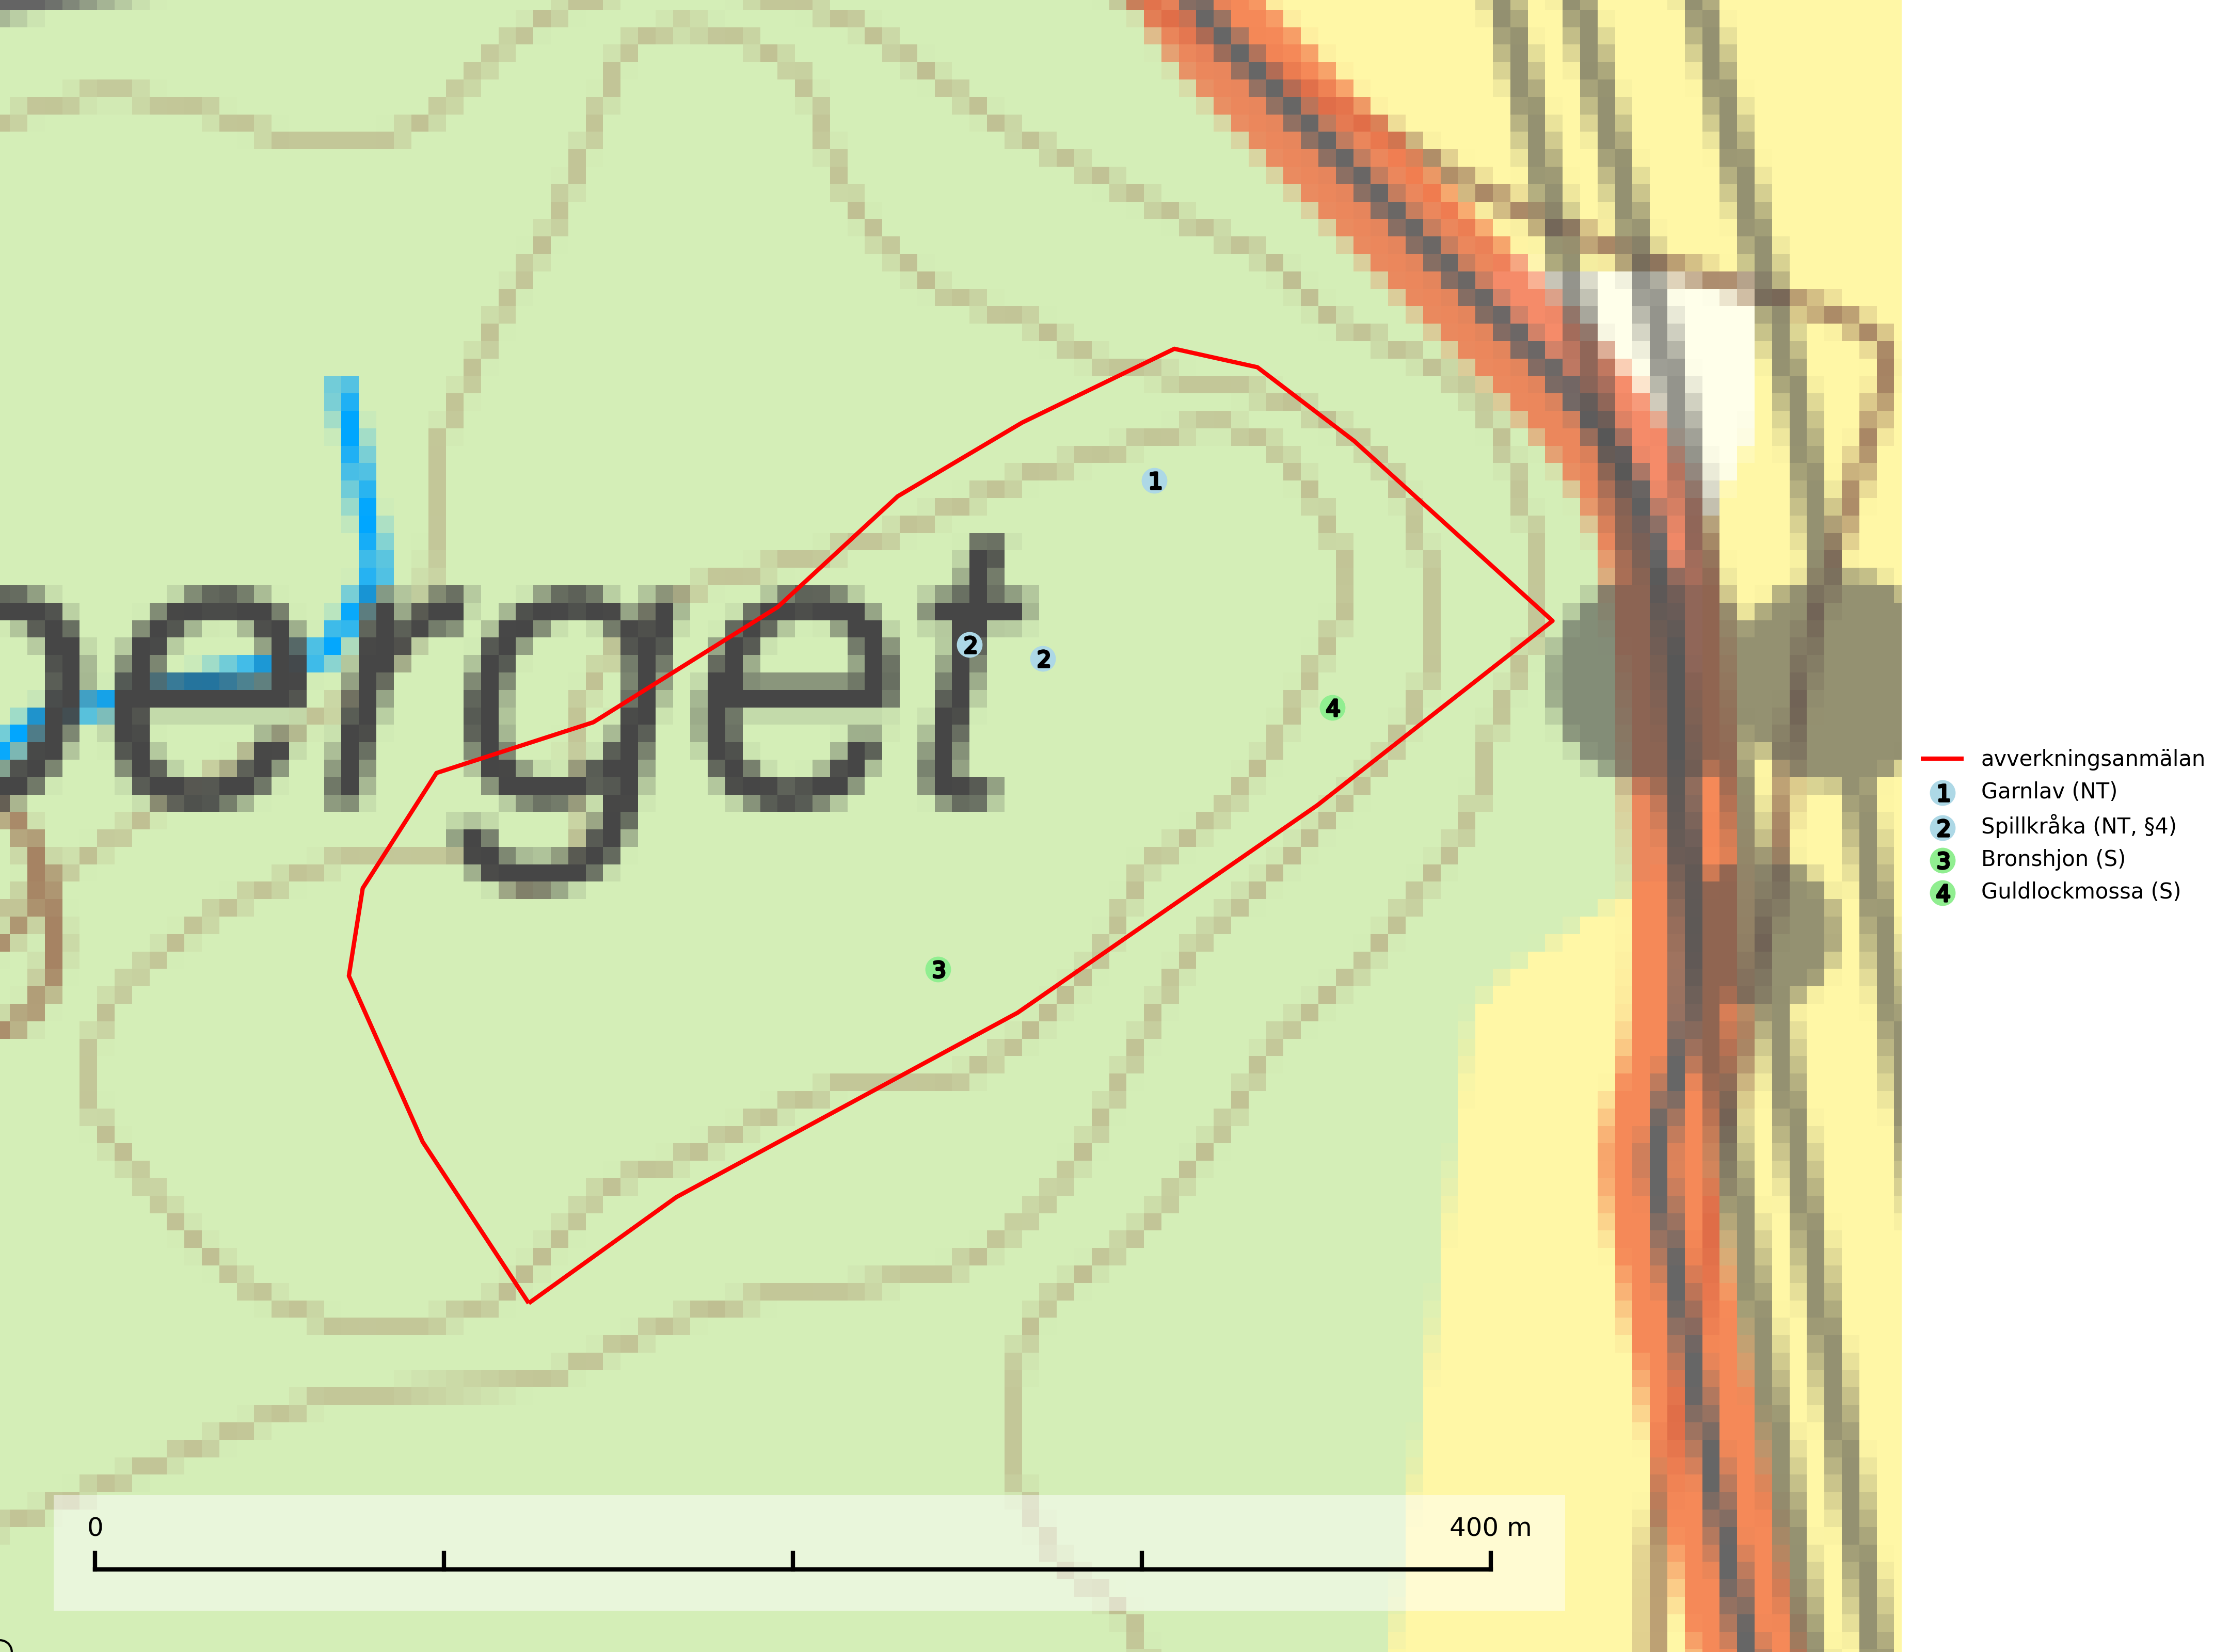 erget
1
2
2
4
3
0 400 m
avverkningsanmälan
1 Garnlav (NT)
2 Spillkråka (NT, §4)
3 Bronshjon (S)
4 Guldlockmossa (S)